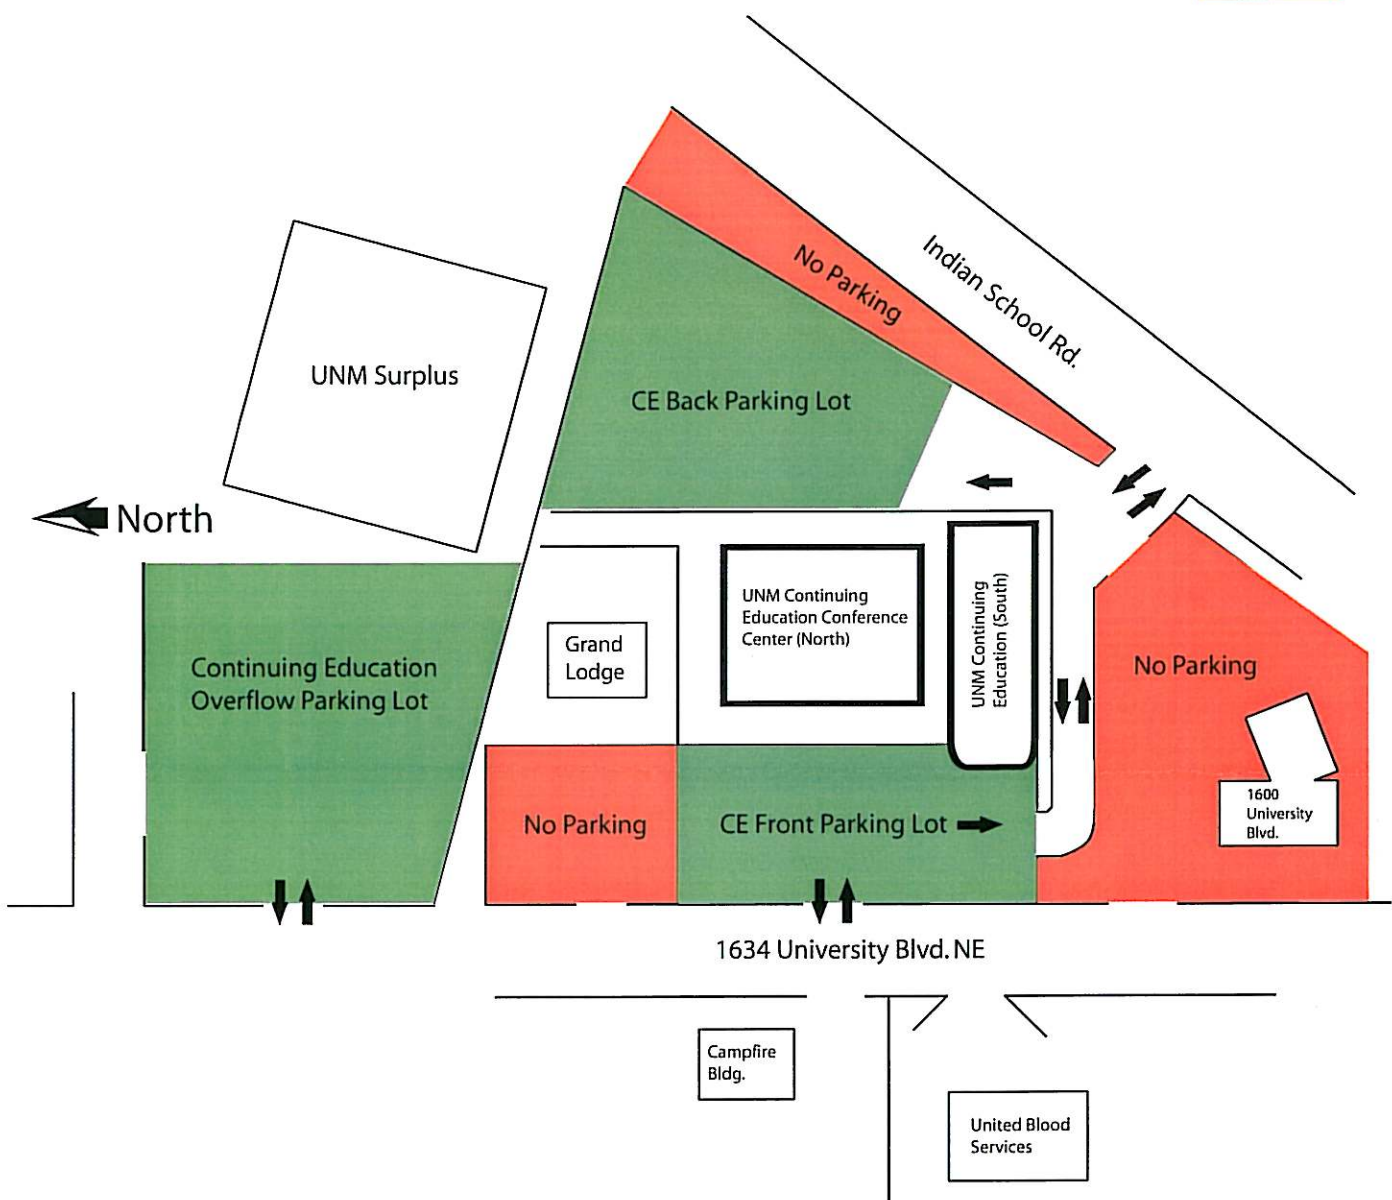 Indian School Rd.
No Parking
UNM Surplus
CE Back Parking Lot
North
UNM Continuing
Education Conference
Center (North)
UNM Continuing
Education (South)
Grand
Lodge
Continuing Education
Overflow Parking Lot
No Parking
1600
University
Blvd.
No Parking
CE Front Parking Lot
1634 University Blvd. NE
Campfire
Bldg.
United Blood
Services